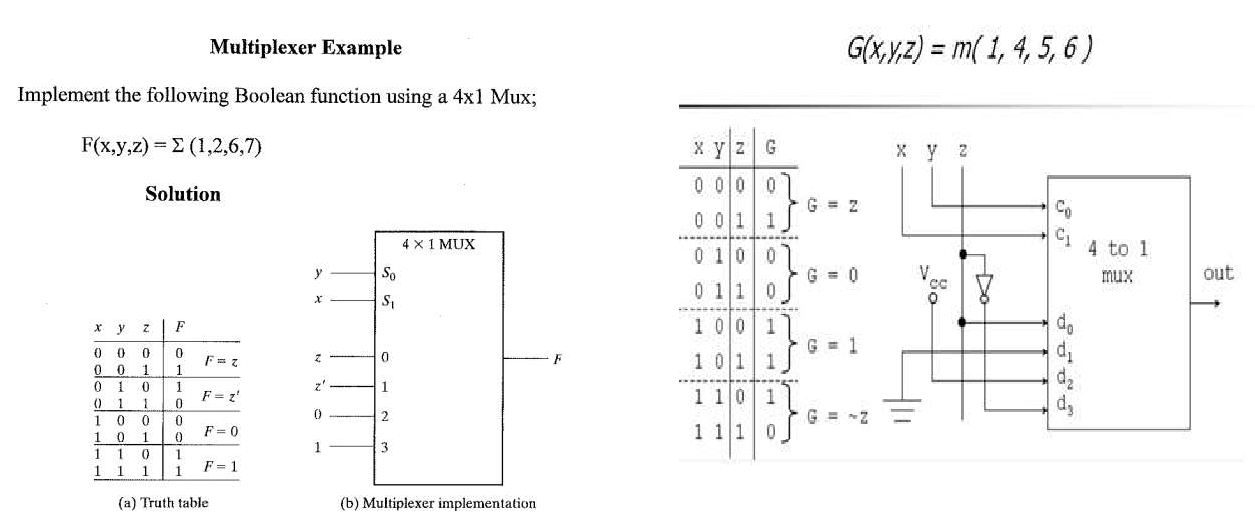 Multiplexer Example
Implement the following Boolean function using a 4x1 Mux;
F(x,y,z) = Σ (1,2,6,7)
Solution
x y z F
0 0 0 0
0 0 1 1
F = z
0 1 0 1
0 1 1 0
F = z'
1 0 0 0
1 0 1 0
F = 0
1 1 0 1
1 1 1 1
F = 1
(a) Truth table
4 × 1 MUX
y S0
x S1
z 0
z' 1
0 2
1 3
F
(b) Multiplexer implementation
G(x,y,z) = m( 1, 4, 5, 6 )
x y z G
0 0 0 0
0 0 1 1
G = z
0 1 0 0
0 1 1 0
G = 0
1 0 0 1
1 0 1 1
G = 1
1 1 0 1
1 1 1 0
G = ~z
x y z
Vcc
c0
c1
4 to 1
mux
out
d0
d1
d2
d3